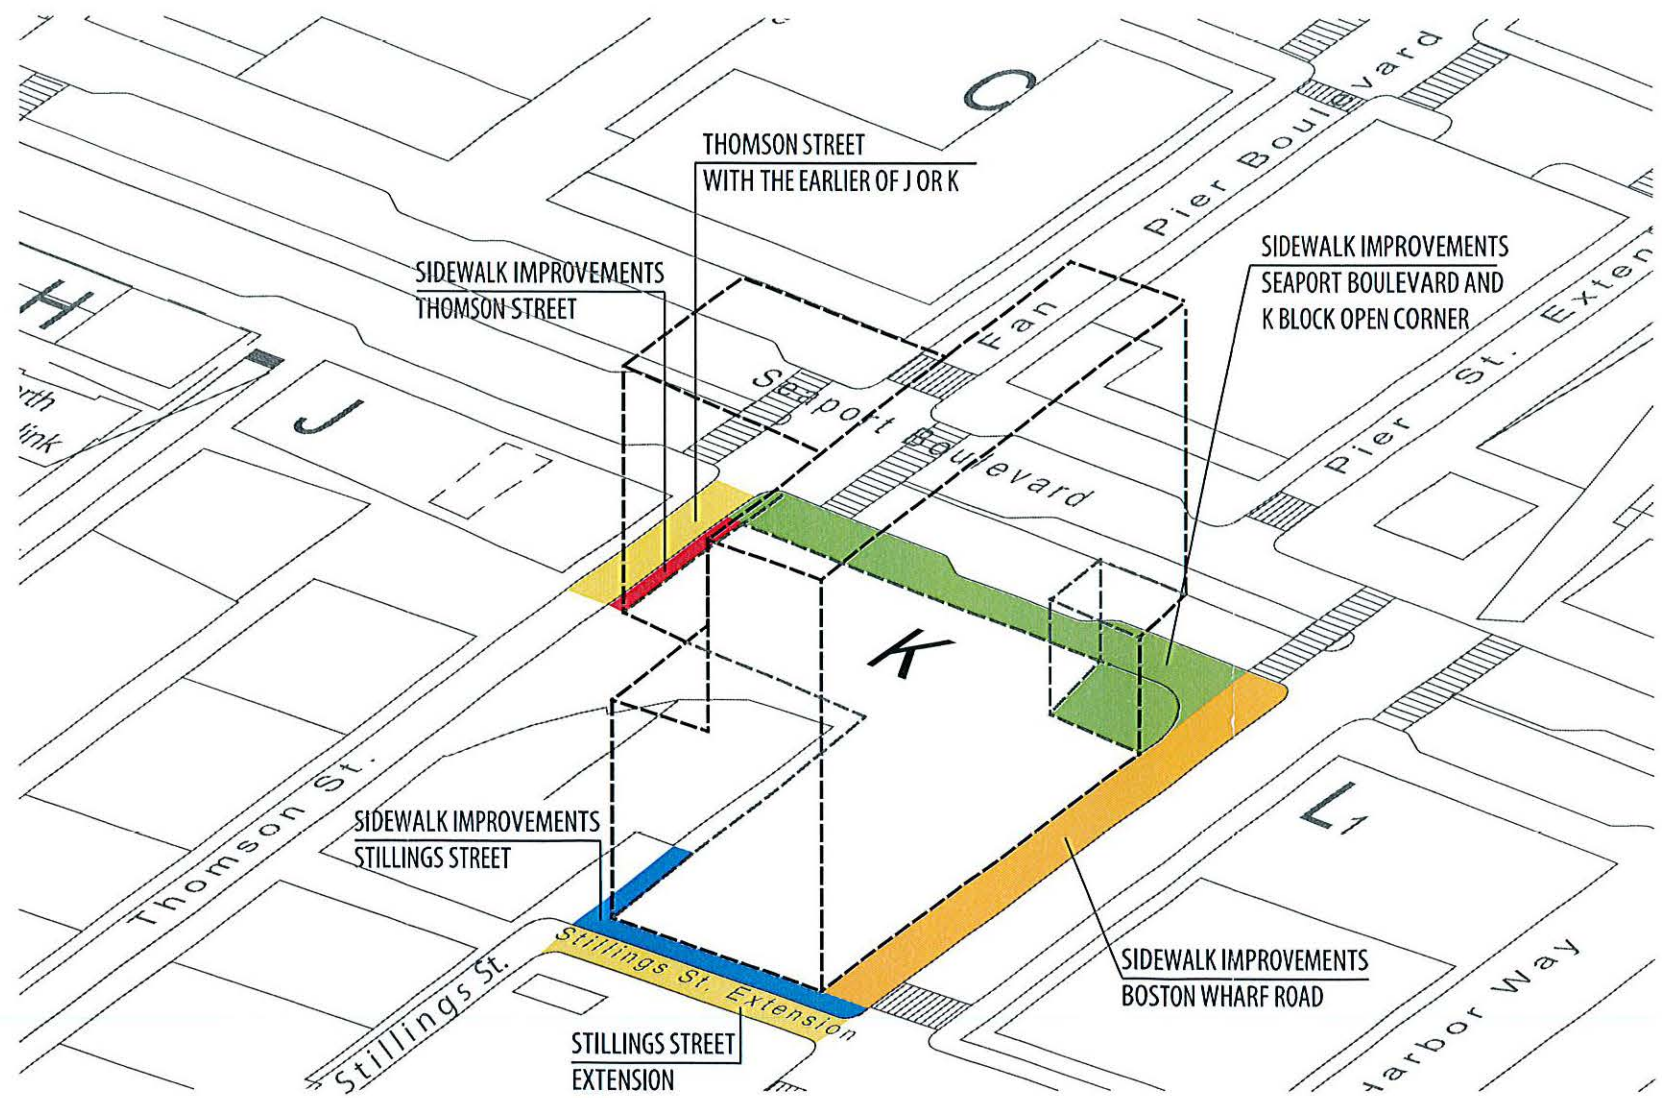 C
Pier Boulevard
THOMSON STREET
WITH THE EARLIER OF J OR K
SIDEWALK IMPROVEMENTS
SEAPORT BOULEVARD AND
K BLOCK OPEN CORNER
SIDEWALK IMPROVEMENTS
THOMSON STREET
H
Fan
Pier St. Exten
J
Seaport Boulevard
link
K
Thomson St.
L1
SIDEWALK IMPROVEMENTS
STILLINGS STREET
Stillings St. Extension
Stillings St.
SIDEWALK IMPROVEMENTS
BOSTON WHARF ROAD
Harbor Way
STILLINGS STREET
EXTENSION